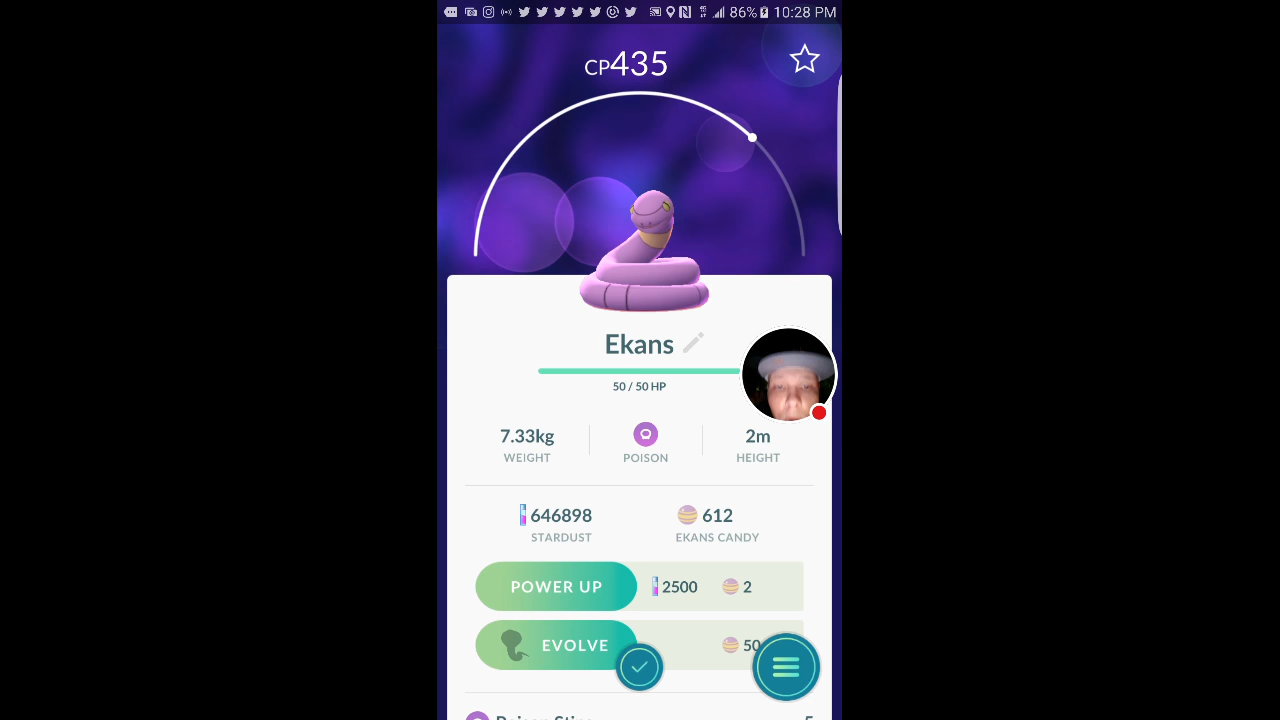 86% 10:28 PM
CP435
Ekans
50 / 50 HP
7.33kg
WEIGHT
POISON
2m
HEIGHT
646898
STARDUST
612
EKANS CANDY
POWER UP 2500 2
EVOLVE 50
5